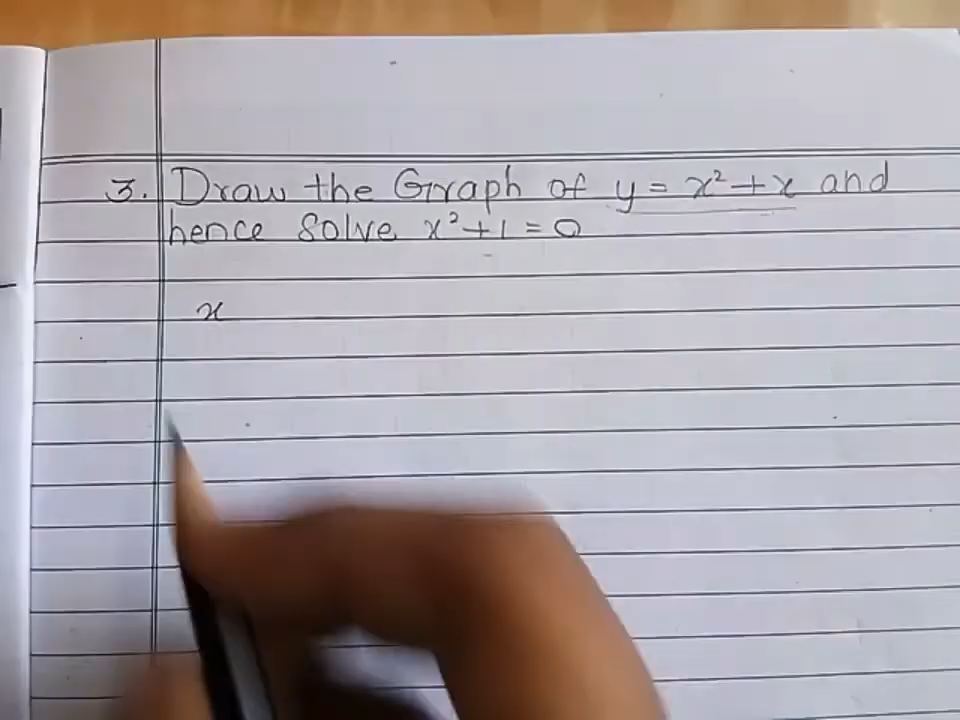 3. Draw the Graph of y = x² + x and
hence solve x² + 1 = 0
x